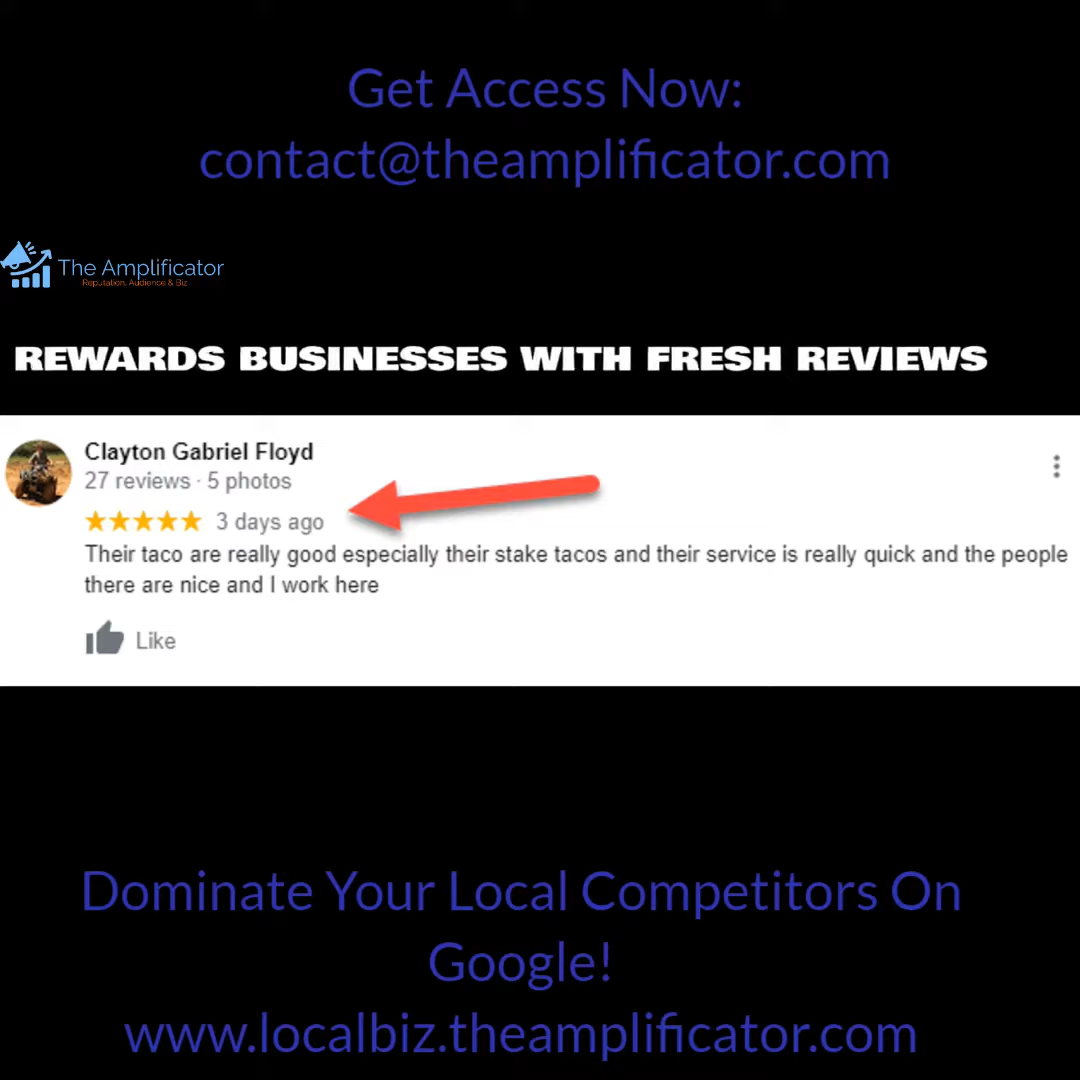 Get Access Now:
contact@theamplificator.com
The Amplificator
Reputation, Audience & Biz
REWARDS BUSINESSES WITH FRESH REVIEWS
Clayton Gabriel Floyd
27 reviews · 5 photos
3 days ago
Their taco are really good especially their stake tacos and their service is really quick and the people
there are nice and I work here
Like
Dominate Your Local Competitors On
Google!
www.localbiz.theamplificator.com